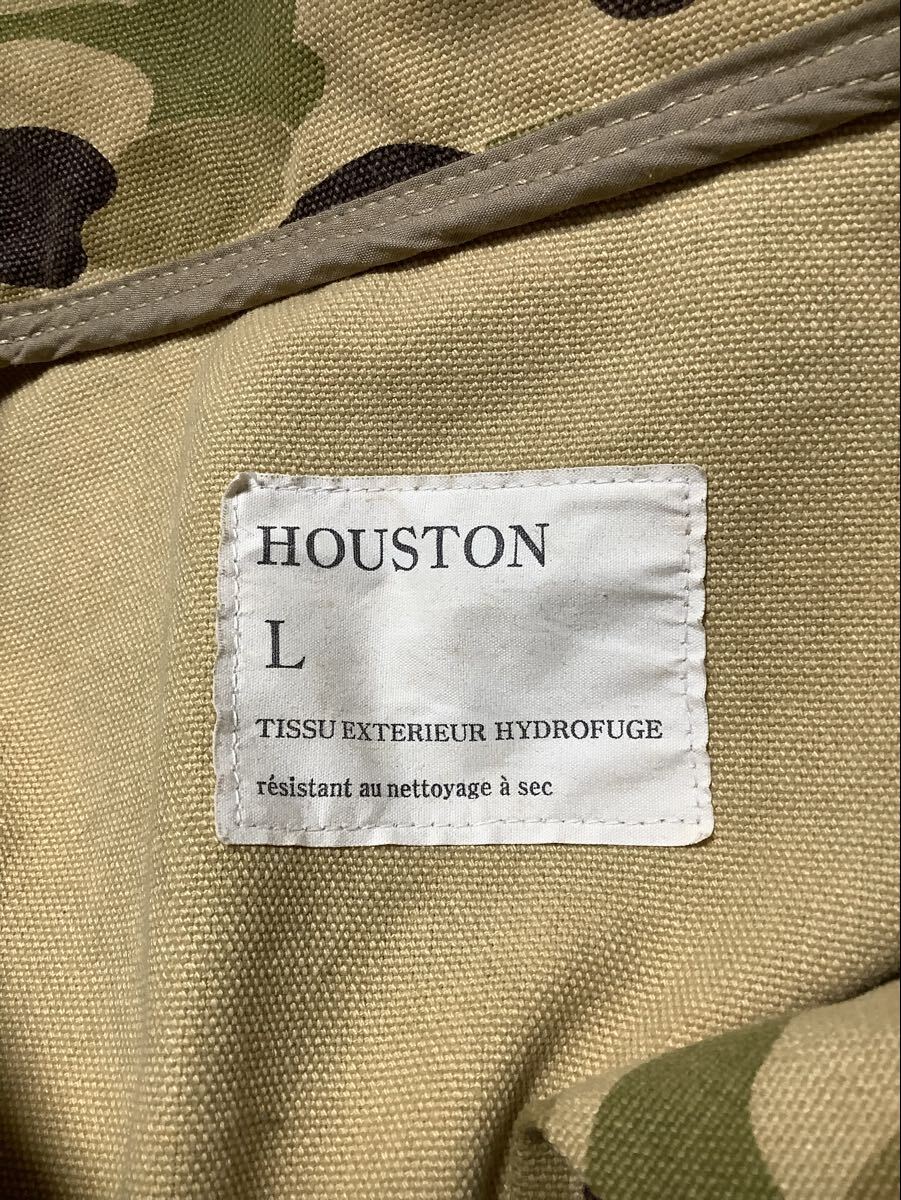 HOUSTON
L
TISSU EXTERIEUR HYDROFUGE
résistant au nettoyage à sec